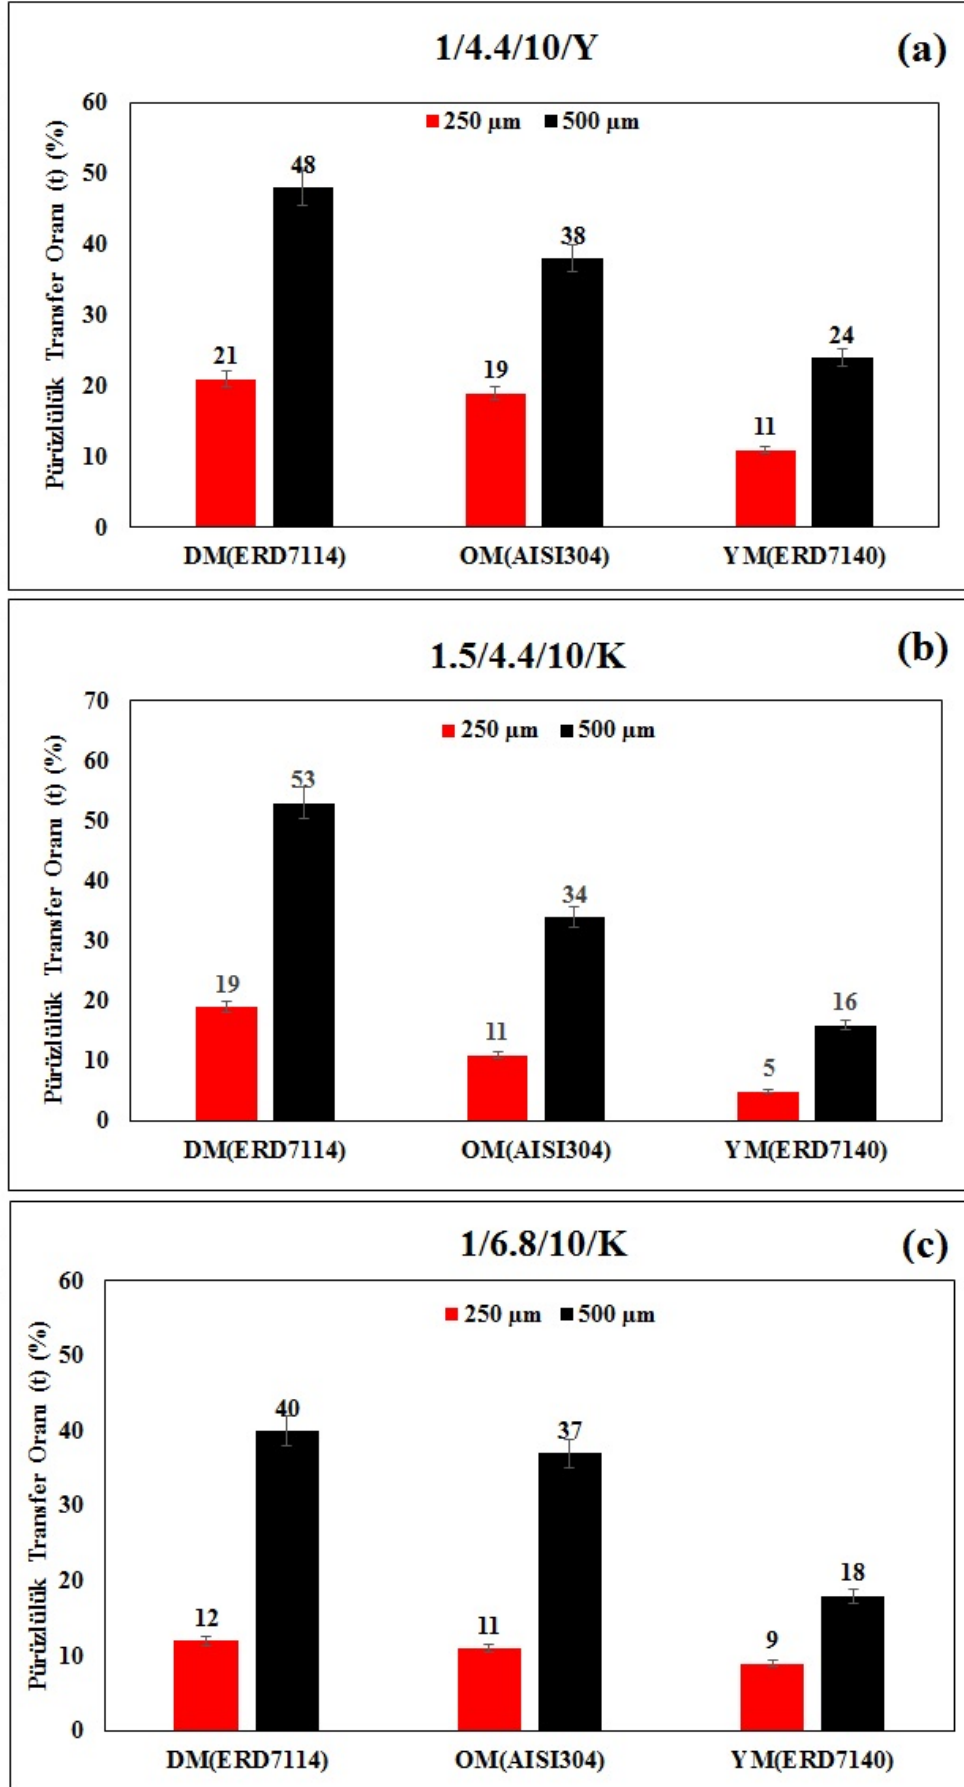 1/4.4/10/Y
(a)
Pürüzlülük Transfer Oranı (t) (%)
250 µm 500 µm
60
50
40
30
20
10
0
21 48
19 38
11 24
DM(ERD7114) OM(AISI304) YM(ERD7140)
1.5/4.4/10/K
(b)
Pürüzlülük Transfer Oranı (t) (%)
250 µm 500 µm
70
60
50
40
30
20
10
0
19 53
11 34
5 16
DM(ERD7114) OM(AISI304) YM(ERD7140)
1/6.8/10/K
(c)
Pürüzlülük Transfer Oranı (t) (%)
250 µm 500 µm
60
50
40
30
20
10
0
12 40
11 37
9 18
DM(ERD7114) OM(AISI304) YM(ERD7140)